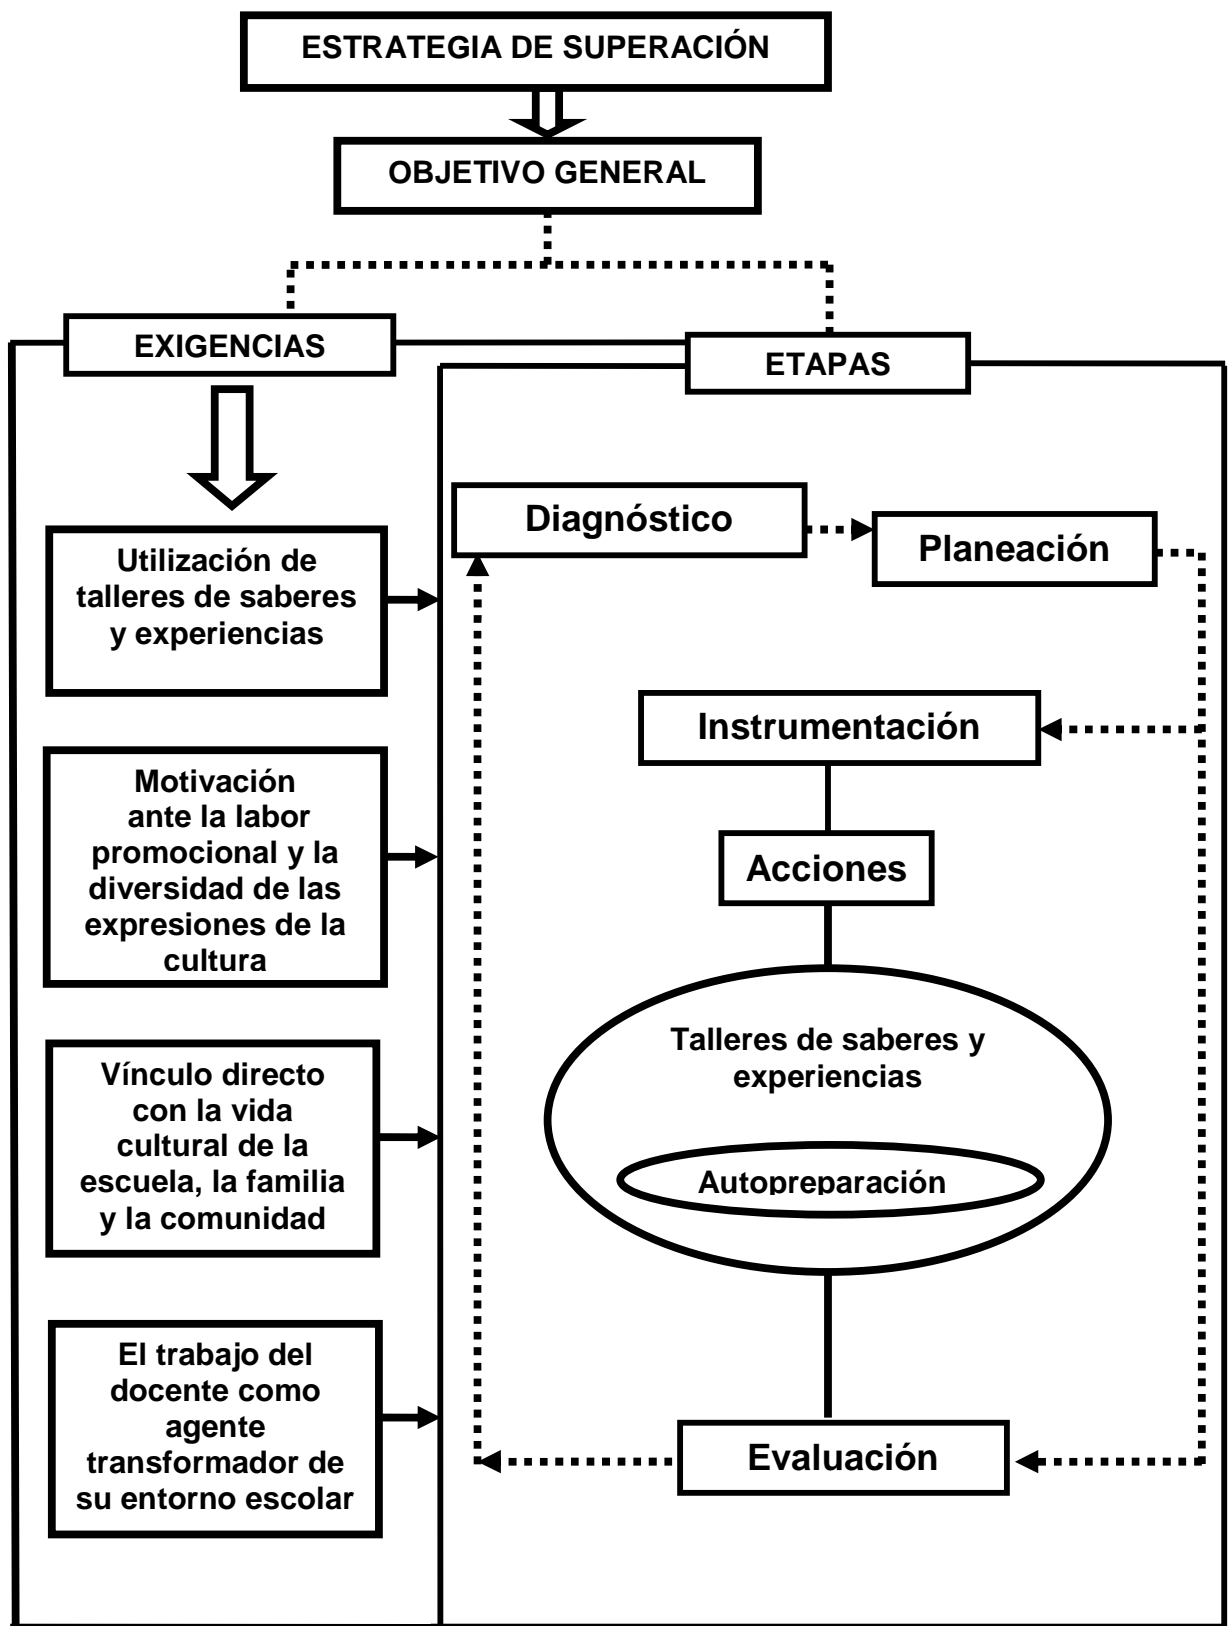 ESTRATEGIA DE SUPERACIÓN
OBJETIVO GENERAL
EXIGENCIAS
ETAPAS
Utilización de
talleres de saberes
y experiencias
Motivación
ante la labor
promocional y la
diversidad de las
expresiones de la
cultura
Vínculo directo
con la vida
cultural de la
escuela, la familia
y la comunidad
El trabajo del
docente como
agente
transformador de
su entorno escolar
Diagnóstico
Planeación
Instrumentación
Acciones
Talleres de saberes y
experiencias
Autopreparación
Evaluación